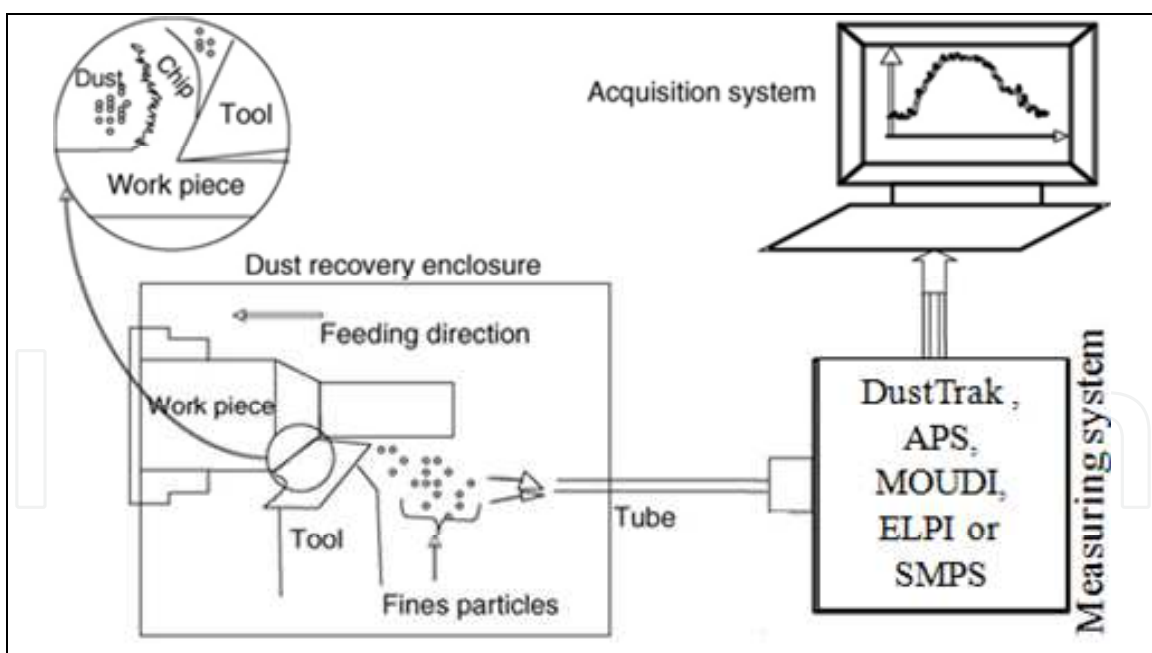 Dust
Chip
Tool
Work piece
Acquisition system
Dust recovery enclosure
Feeding direction
Work piece
Tool
Fines particles
Tube
DustTrak ,
APS,
MOUDI,
ELPI or
SMPS
Measuring system